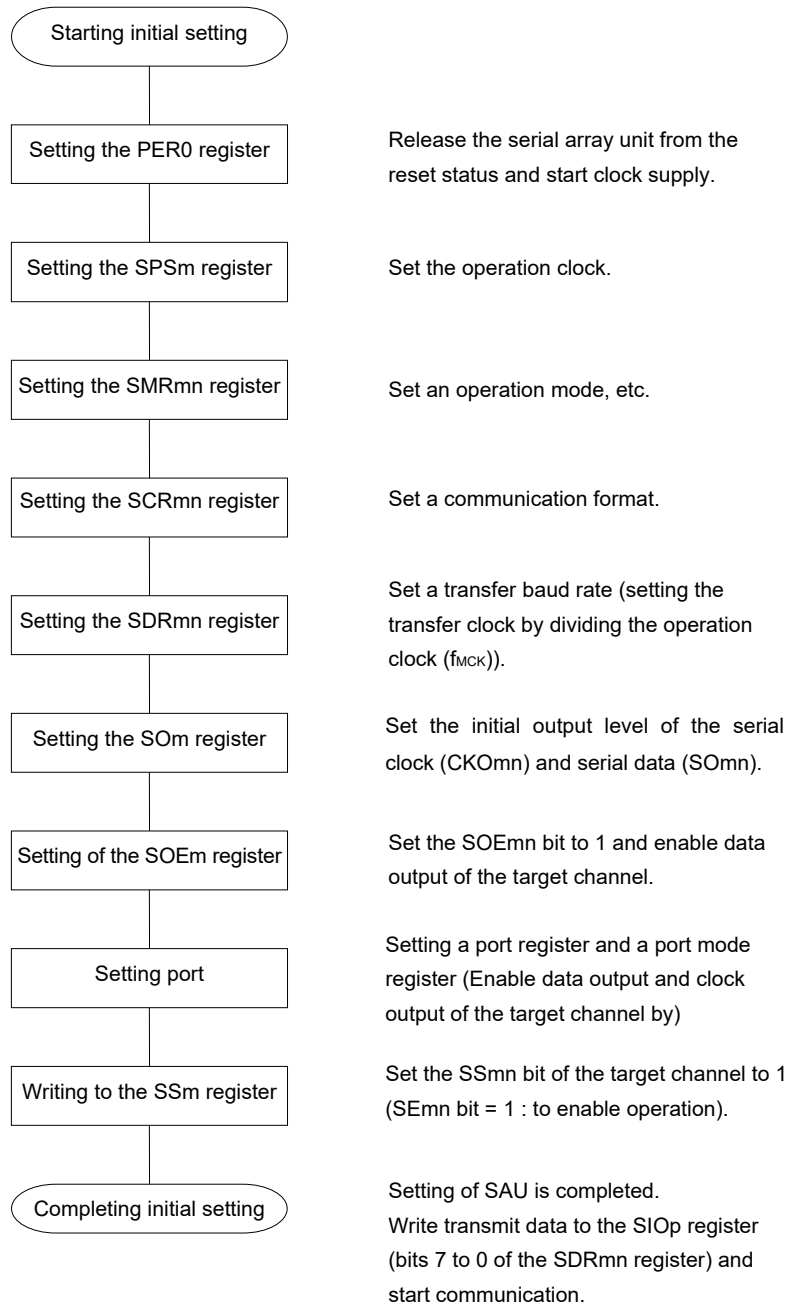 Starting initial setting
Setting the PER0 register
Release the serial array unit from the
reset status and start clock supply.
Setting the SPSm register
Set the operation clock.
Setting the SMRmn register
Set an operation mode, etc.
Setting the SCRmn register
Set a communication format.
Setting the SDRmn register
Set a transfer baud rate (setting the
transfer clock by dividing the operation
clock (fMCK)).
Setting the SOm register
Set the initial output level of the serial
clock (CKOmn) and serial data (SOmn).
Setting of the SOEm register
Set the SOEmn bit to 1 and enable data
output of the target channel.
Setting port
Setting a port register and a port mode
register (Enable data output and clock
output of the target channel by)
Writing to the SSm register
Set the SSmn bit of the target channel to 1
(SEmn bit = 1 : to enable operation).
Completing initial setting
Setting of SAU is completed.
Write transmit data to the SIOp register
(bits 7 to 0 of the SDRmn register) and
start communication.